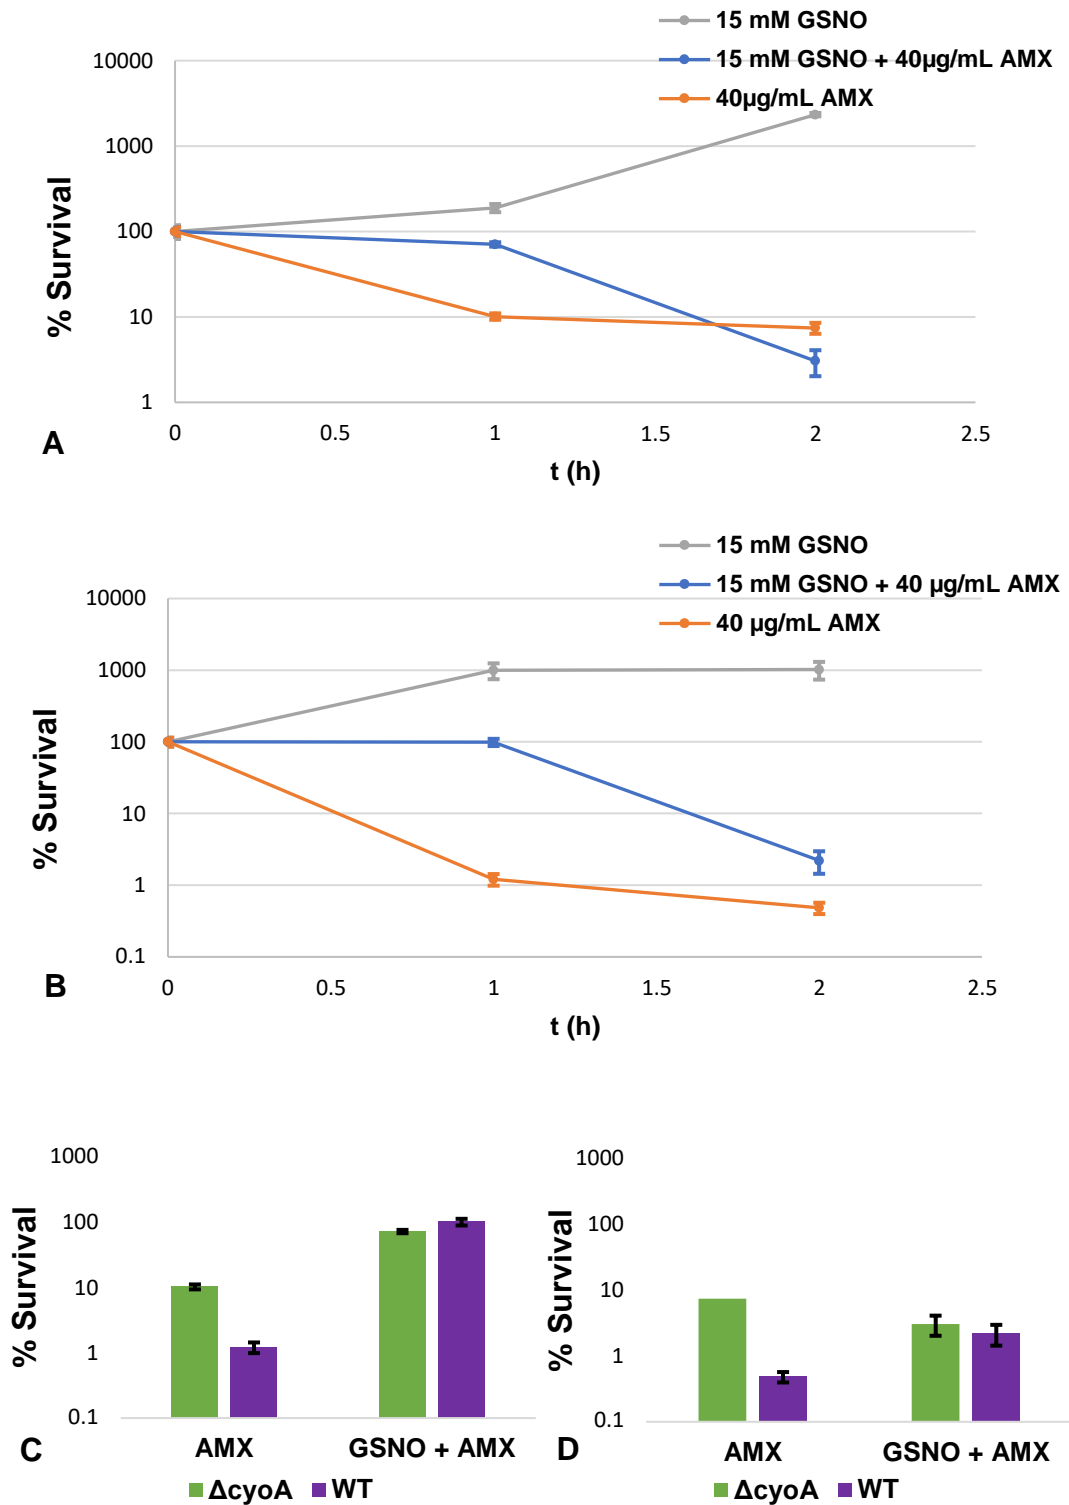 15 mM GSNO
15 mM GSNO + 40µg/mL AMX
40µg/mL AMX
10000
1000
100
10
1
% Survival
0 0.5 1 1.5 2 2.5
A
t (h)
15 mM GSNO
15 mM GSNO + 40 µg/mL AMX
40 µg/mL AMX
10000
1000
100
10
1
0.1
% Survival
0 0.5 1 1.5 2 2.5
B
t (h)
1000
100
10
1
0.1
% Survival
AMX GSNO + AMX
C
ΔcyoA WT
1000
100
10
1
0.1
% Survival
AMX GSNO + AMX
D
ΔcyoA WT